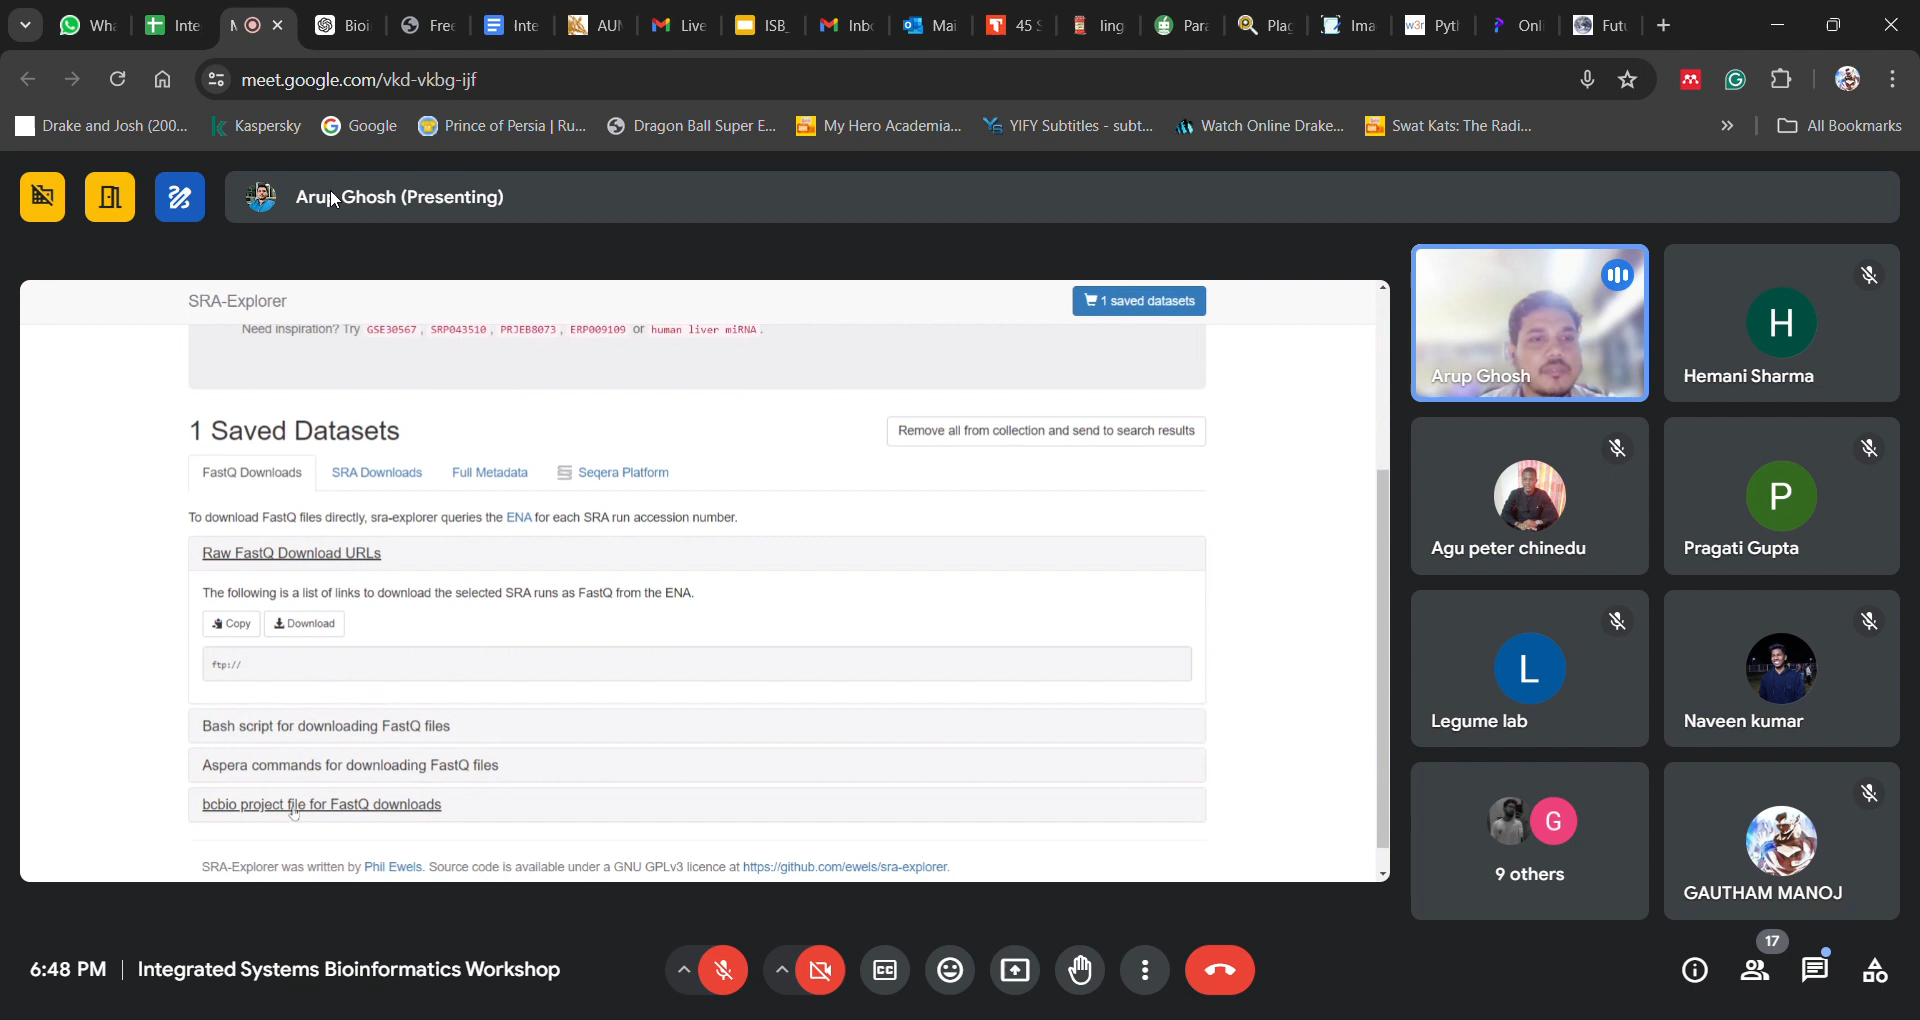 Wha
Inte
M
Bioi
Free
Inte
AUM
Live
ISB_
Inbo
Mai
45 S
ling
Para
Plag
Ima
Pyth
Onli
Futu
meet.google.com/vkd-vkbg-ijf
Drake and Josh (200...
Kaspersky
Google
Prince of Persia | Ru...
Dragon Ball Super E...
My Hero Academia...
YIFY Subtitles - subt...
Watch Online Drake...
Swat Kats: The Radi...
All Bookmarks
Arup Ghosh (Presenting)
SRA-Explorer
1 saved datasets
Need inspiration? Try GSE30567, SRP043510, PRJEB8073, ERP009109 or human liver miRNA.
1 Saved Datasets
Remove all from collection and send to search results
FastQ Downloads
SRA Downloads
Full Metadata
Seqera Platform
To download FastQ files directly, sra-explorer queries the ENA for each SRA run accession number.
Raw FastQ Download URLs
The following is a list of links to download the selected SRA runs as FastQ from the ENA.
Copy
Download
ftp://
Bash script for downloading FastQ files
Aspera commands for downloading FastQ files
bcbio project file for FastQ downloads
SRA-Explorer was written by Phil Ewels. Source code is available under a GNU GPLv3 licence at https://github.com/ewels/sra-explorer.
Arup Ghosh
H
Hemani Sharma
Agu peter chinedu
P
Pragati Gupta
L
Legume lab
Naveen kumar
G
9 others
GAUTHAM MANOJ
6:48 PM
Integrated Systems Bioinformatics Workshop
17